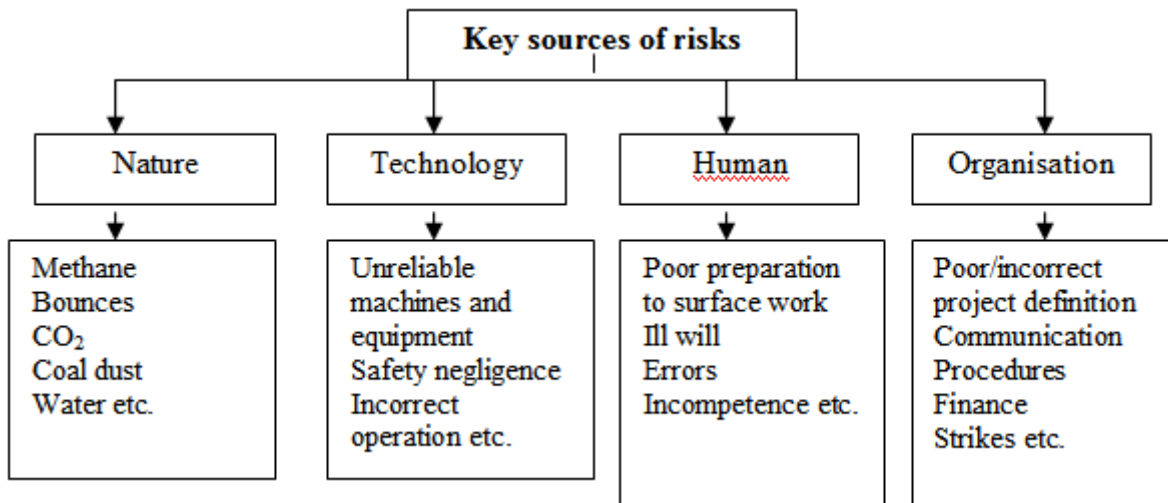 Key sources of risks
Nature
Technology
Human
Organisation
Methane
Bounces
CO₂
Coal dust
Water etc.
Unreliable
machines and
equipment
Safety negligence
Incorrect
operation etc.
Poor preparation
to surface work
Ill will
Errors
Incompetence etc.
Poor/incorrect
project definition
Communication
Procedures
Finance
Strikes etc.